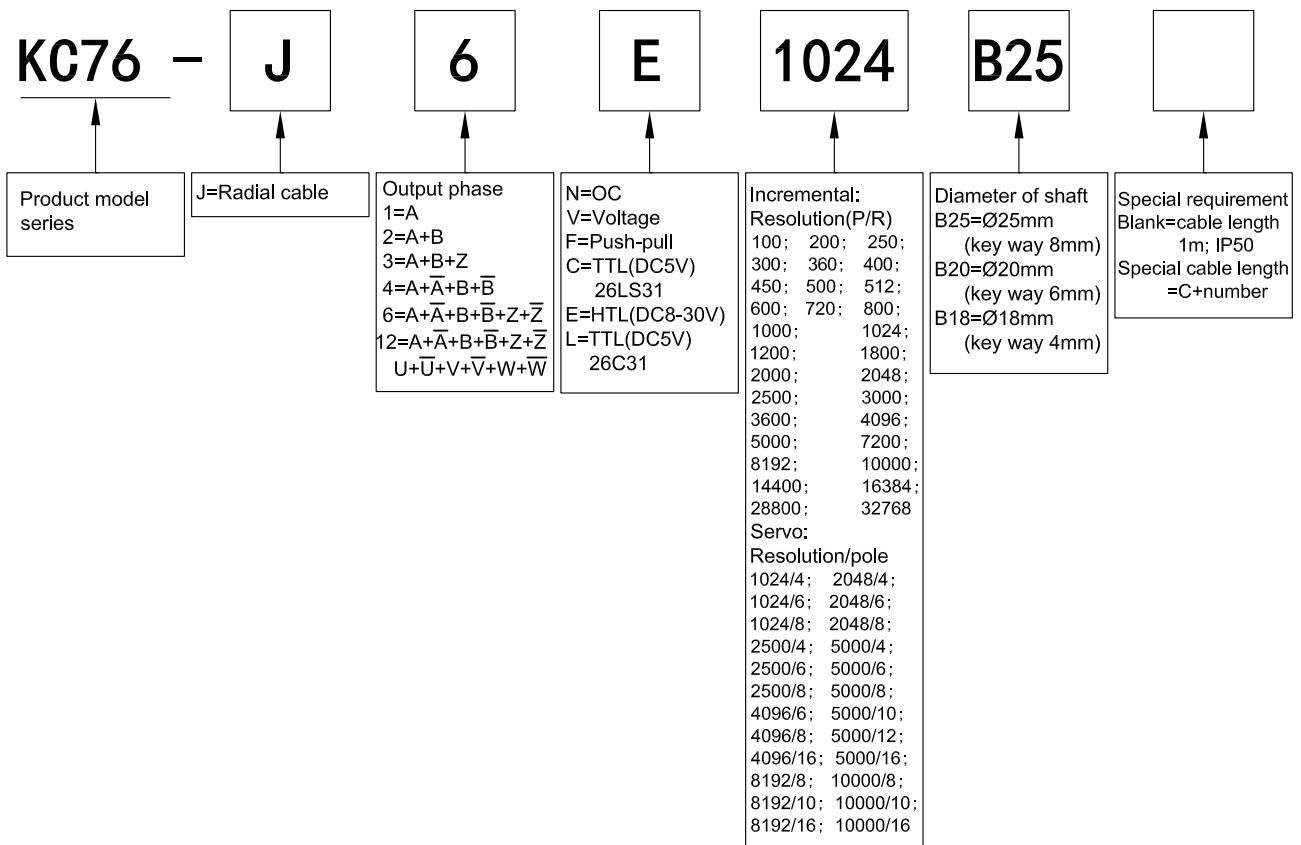 KC76 - J 6 E 1024 B25
Product model
series
J=Radial cable
Output phase
1=A
2=A+B
3=A+B+Z
4=A+A̅+B+B̅
6=A+A̅+B+B̅+Z+Z̅
12=A+A̅+B+B̅+Z+Z̅
U+U̅+V+V̅+W+W̅
N=OC
V=Voltage
F=Push-pull
C=TTL(DC5V)
26LS31
E=HTL(DC8-30V)
L=TTL(DC5V)
26C31
Incremental:
Resolution(P/R)
100; 200; 250;
300; 360; 400;
450; 500; 512;
600; 720; 800;
1000; 1024;
1200; 1800;
2000; 2048;
2500; 3000;
3600; 4096;
5000; 7200;
8192; 10000;
14400; 16384;
28800; 32768
Servo:
Resolution/pole
1024/4; 2048/4;
1024/6; 2048/6;
1024/8; 2048/8;
2500/4; 5000/4;
2500/6; 5000/6;
2500/8; 5000/8;
4096/6; 5000/10;
4096/8; 5000/12;
4096/16; 5000/16;
8192/8; 10000/8;
8192/10; 10000/10;
8192/16; 10000/16
Diameter of shaft
B25=Ø25mm
(key way 8mm)
B20=Ø20mm
(key way 6mm)
B18=Ø18mm
(key way 4mm)
Special requirement
Blank=cable length
1m; IP50
Special cable length
=C+number